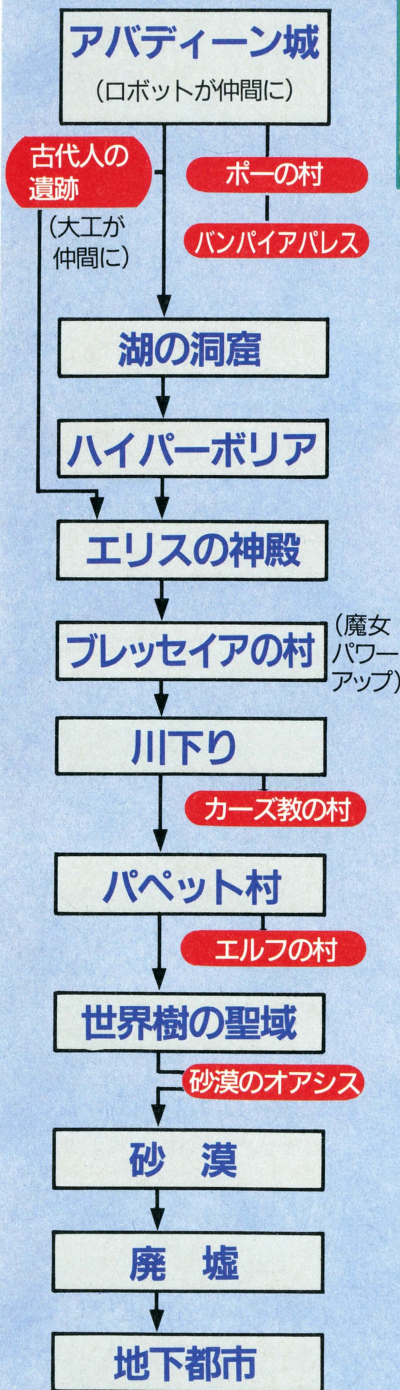 アバディーン城
(ロボットが仲間に)
古代人の
遺跡
ポーの村
(大工が
仲間に)
バンパイアパレス
湖の洞窟
ハイパーボリア
エリスの神殿
ブレッセイアの村
(魔女
パワー
アップ)
川下り
カーズ教の村
パペット村
エルフの村
世界樹の聖域
砂漠のオアシス
砂 漠
廃 墟
地下都市